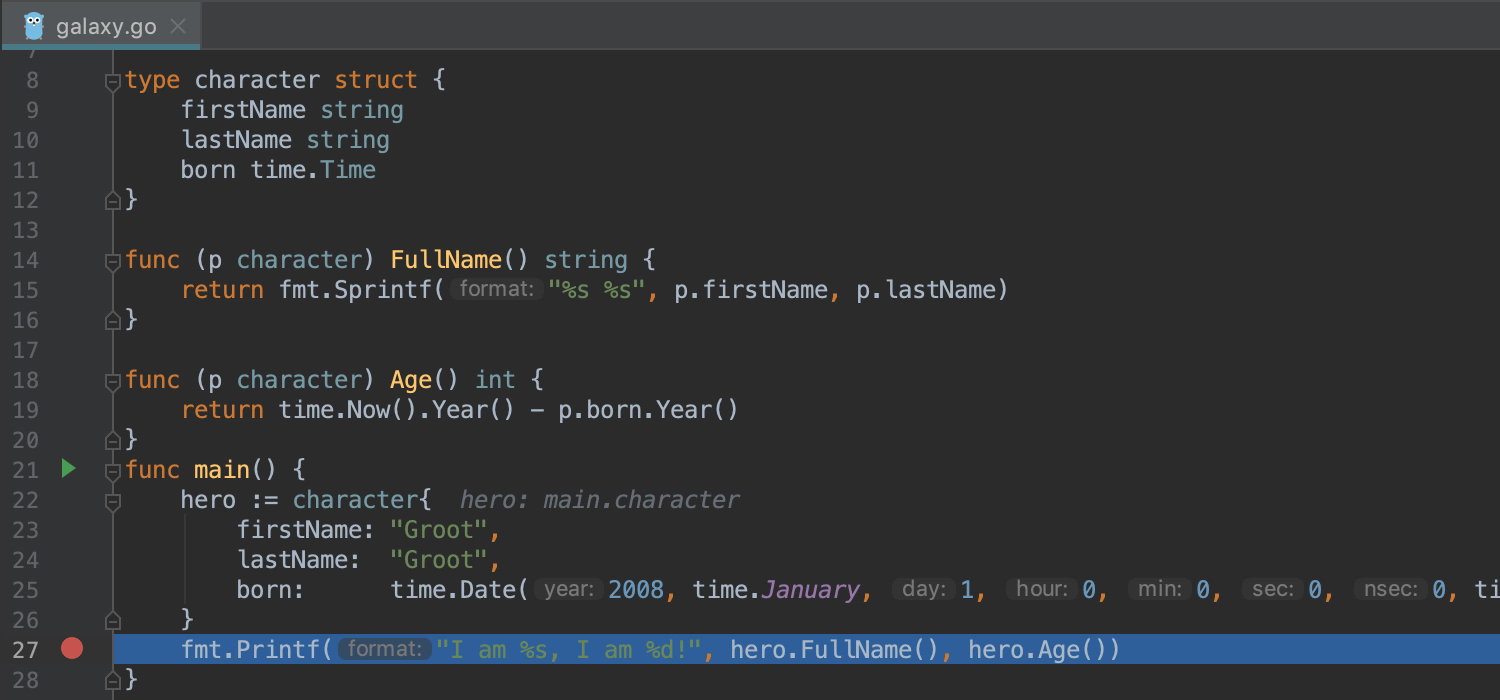 galaxy.go
7
8 type character struct {
9 firstName string
10 lastName string
11 born time.Time
12 }
13
14 func (p character) FullName() string {
15 return fmt.Sprintf( format: "%s %s", p.firstName, p.lastName)
16 }
17
18 func (p character) Age() int {
19 return time.Now().Year() - p.born.Year()
20 }
21 func main() {
22 hero := character{ hero: main.character
23 firstName: "Groot",
24 lastName: "Groot",
25 born: time.Date( year: 2008, time.January, day: 1, hour: 0, min: 0, sec: 0, nsec: 0, ti
26 }
27 fmt.Printf( format: "I am %s, I am %d!", hero.FullName(), hero.Age())
28 }